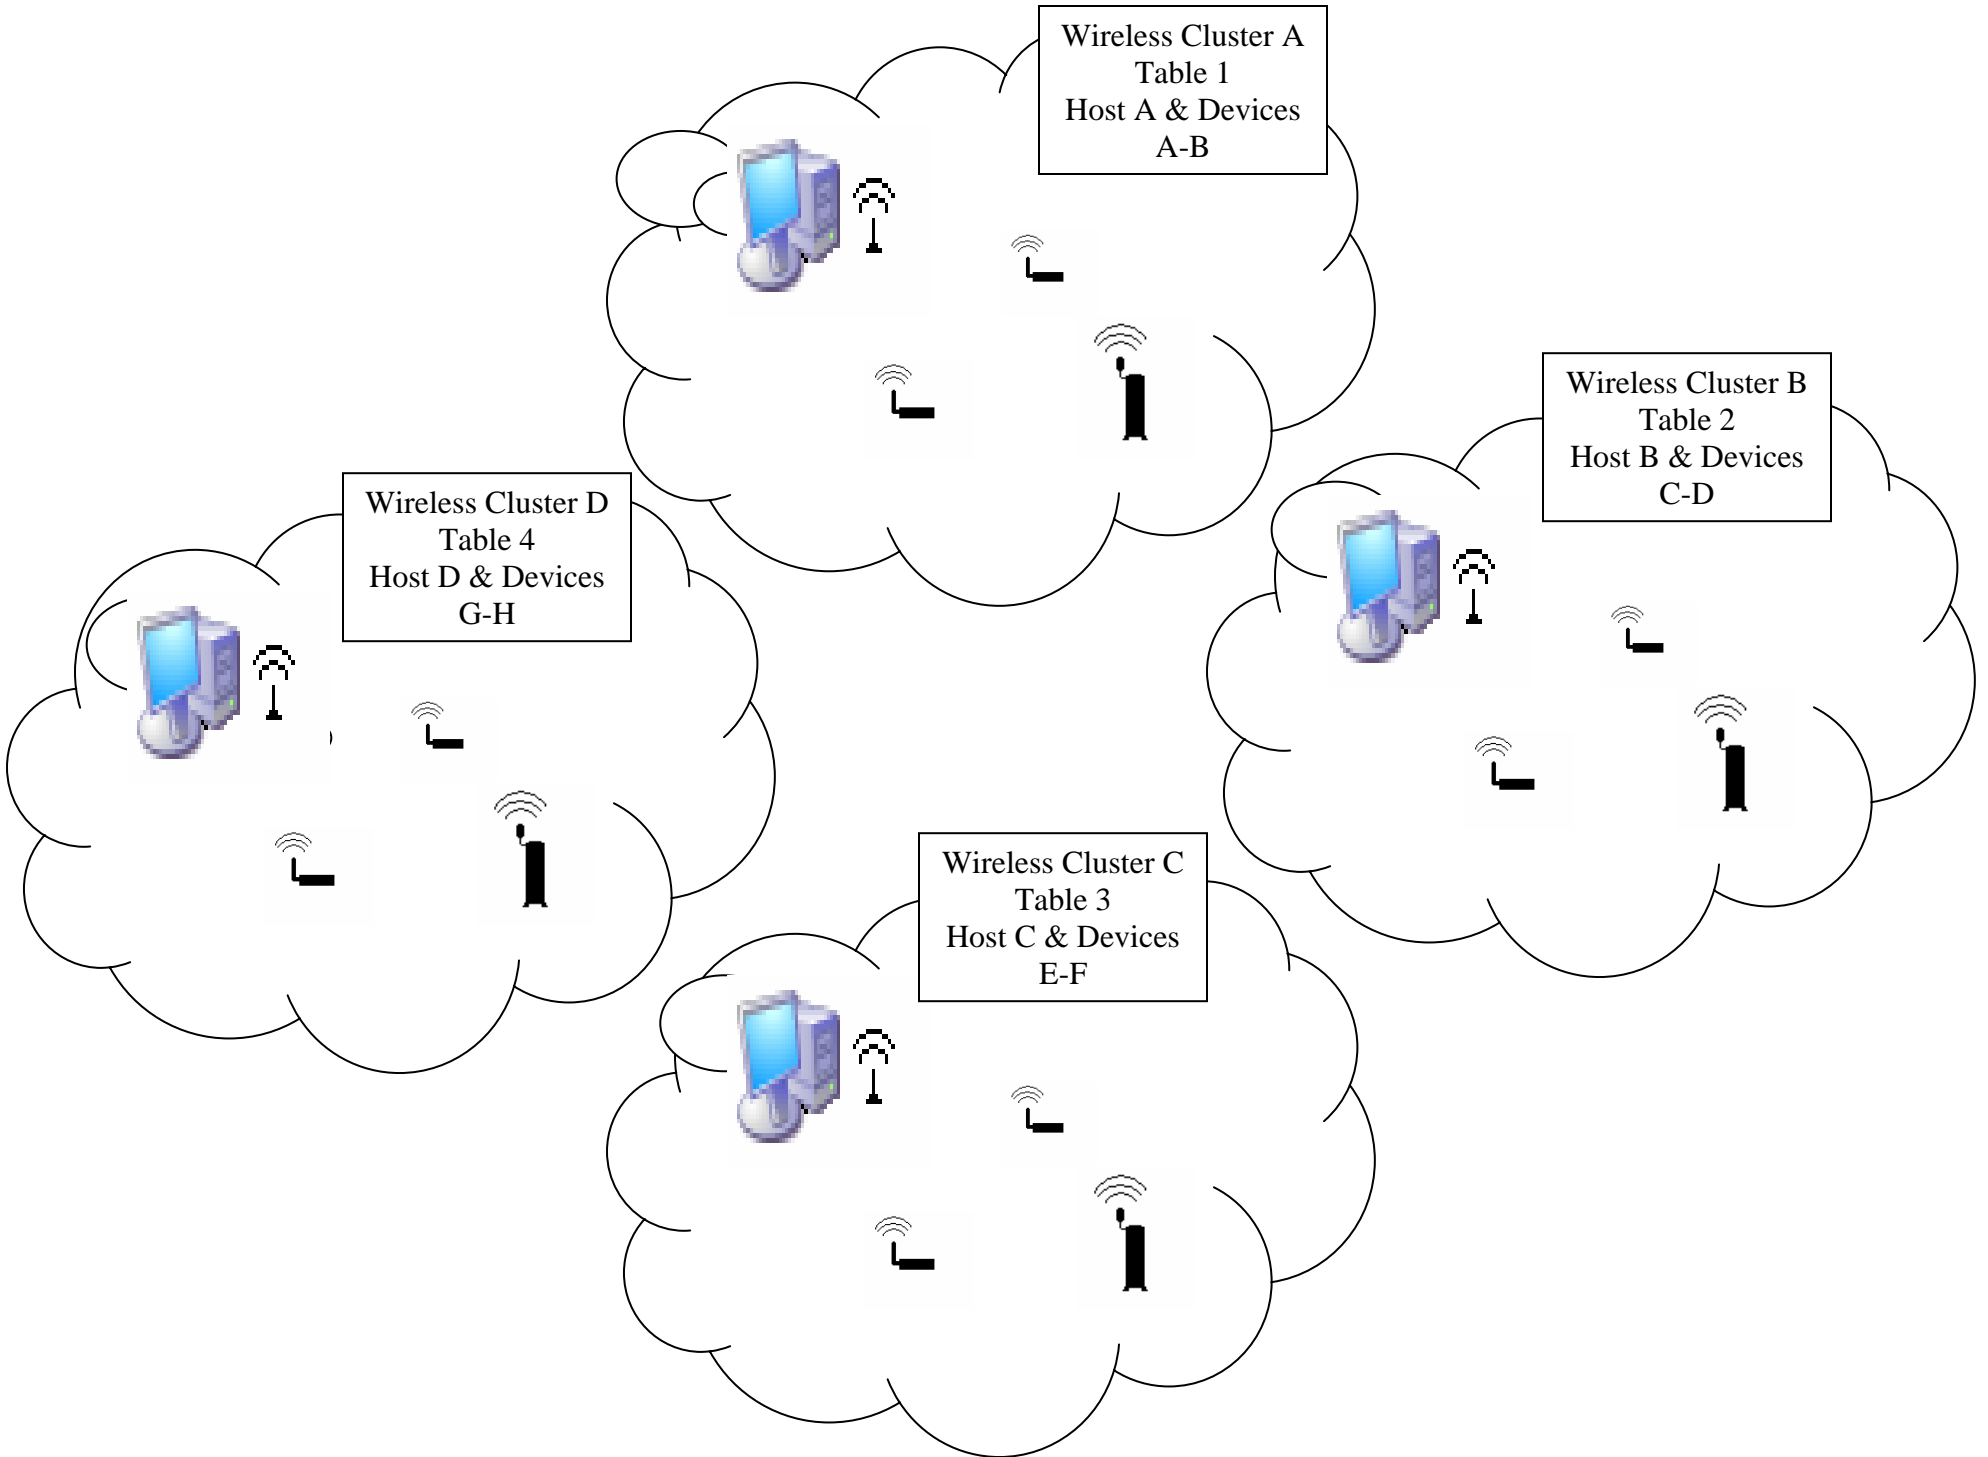 Wireless Cluster A
Table 1
Host A & Devices
A-B
Wireless Cluster B
Table 2
Host B & Devices
C-D
Wireless Cluster D
Table 4
Host D & Devices
G-H
Wireless Cluster C
Table 3
Host C & Devices
E-F